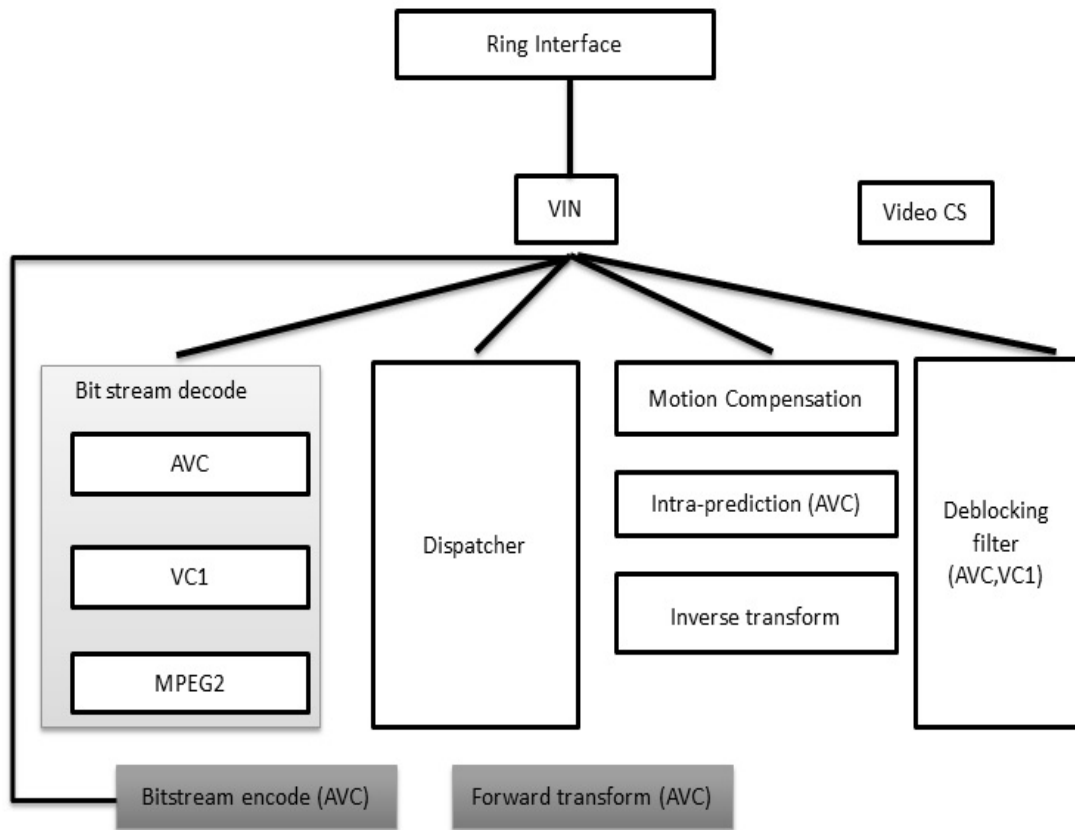 Ring Interface
VIN
Video CS
Bit stream decode
AVC
VC1
MPEG2
Dispatcher
Motion Compensation
Intra-prediction (AVC)
Inverse transform
Deblocking
filter
(AVC,VC1)
Bitstream encode (AVC)
Forward transform (AVC)